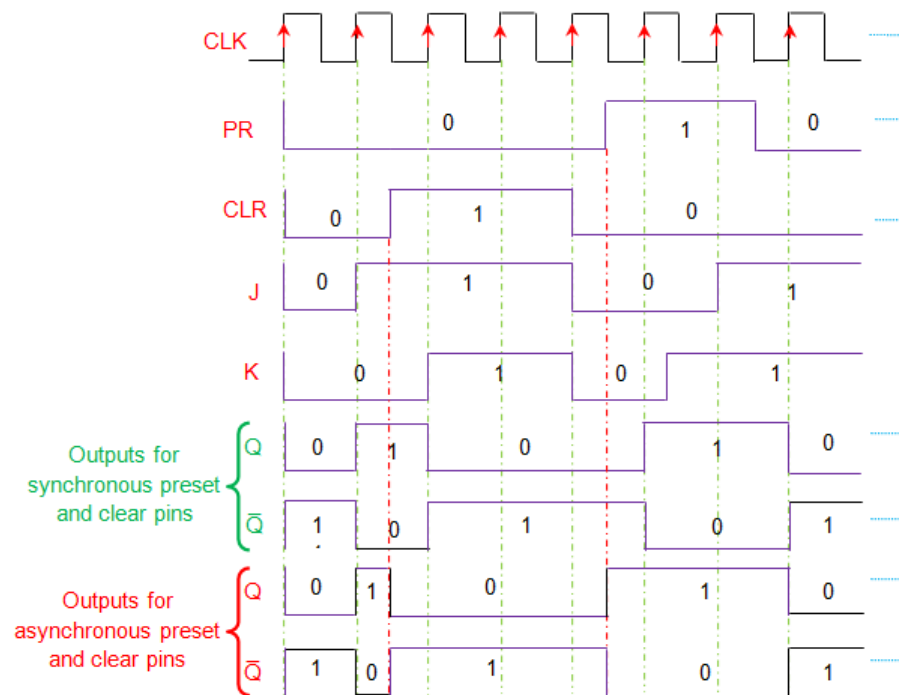 CLK
PR 0 1 0
CLR 0 1 0
J 0 1 0 1
K 0 1 0 1
Outputs for
synchronous preset
and clear pins
Q 0 1 0 1 0
Q̅ 1 0 1 0 1
Outputs for
asynchronous preset
and clear pins
Q 0 1 0 1 0
Q̅ 1 0 1 0 1